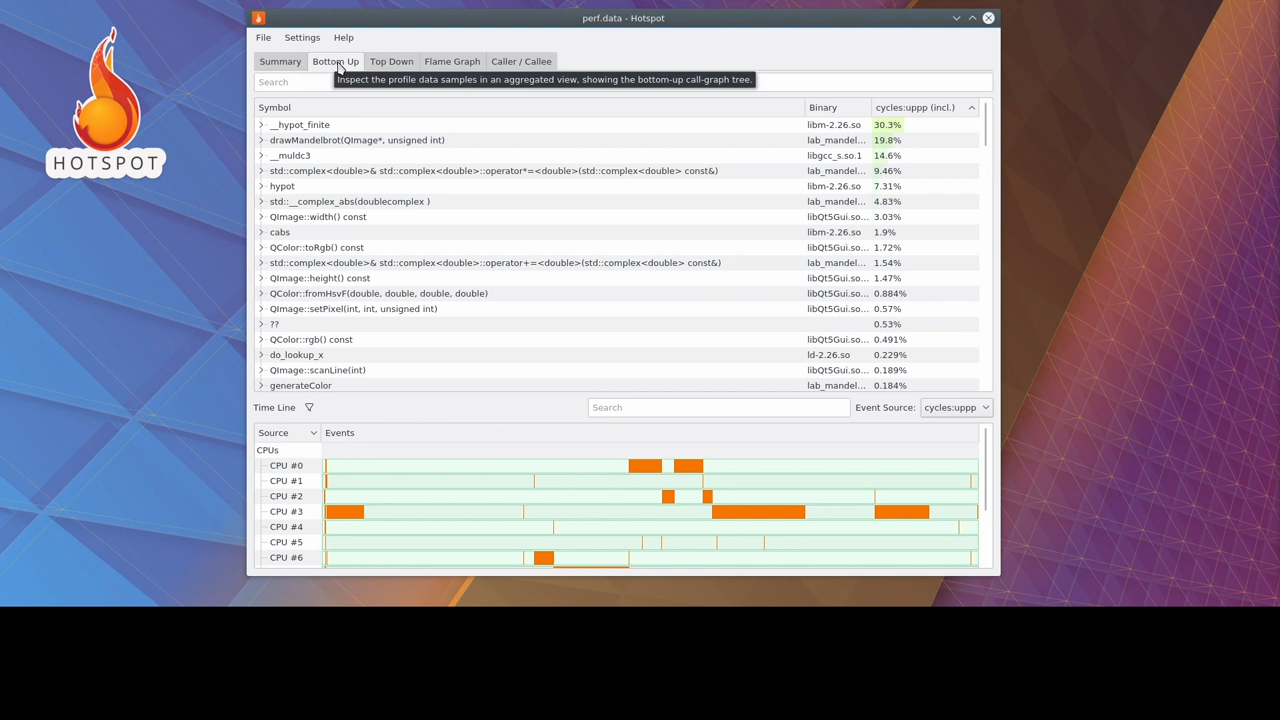 perf.data - Hotspot
File Settings Help
Summary Bottom Up Top Down Flame Graph Caller / Callee
Search
Inspect the profile data samples in an aggregated view, showing the bottom-up call-graph tree.
HOTSPOT
Symbol Binary cycles:uppp (incl.)
__hypot_finite libm-2.26.so 30.3%
drawMandelbrot(QImage*, unsigned int) lab_mandel... 19.8%
__muldc3 libgcc_s.so.1 14.6%
std::complex<double>& std::complex<double>::operator*=<double>(std::complex<double> const&) lab_mandel... 9.46%
hypot libm-2.26.so 7.31%
std::__complex_abs(doublecomplex ) lab_mandel... 4.83%
QImage::width() const libQt5Gui.so... 3.03%
cabs libm-2.26.so 1.9%
QColor::toRgb() const libQt5Gui.so... 1.72%
std::complex<double>& std::complex<double>::operator+=<double>(std::complex<double> const&) lab_mandel... 1.54%
QImage::height() const libQt5Gui.so... 1.47%
QColor::fromHsvF(double, double, double, double) libQt5Gui.so... 0.884%
QImage::setPixel(int, int, unsigned int) libQt5Gui.so... 0.57%
?? 0.53%
QColor::rgb() const libQt5Gui.so... 0.491%
do_lookup_x ld-2.26.so 0.229%
QImage::scanLine(int) libQt5Gui.so... 0.189%
generateColor lab_mandel... 0.184%
Time Line Search Event Source: cycles:uppp
Source Events
CPUs
CPU #0
CPU #1
CPU #2
CPU #3
CPU #4
CPU #5
CPU #6